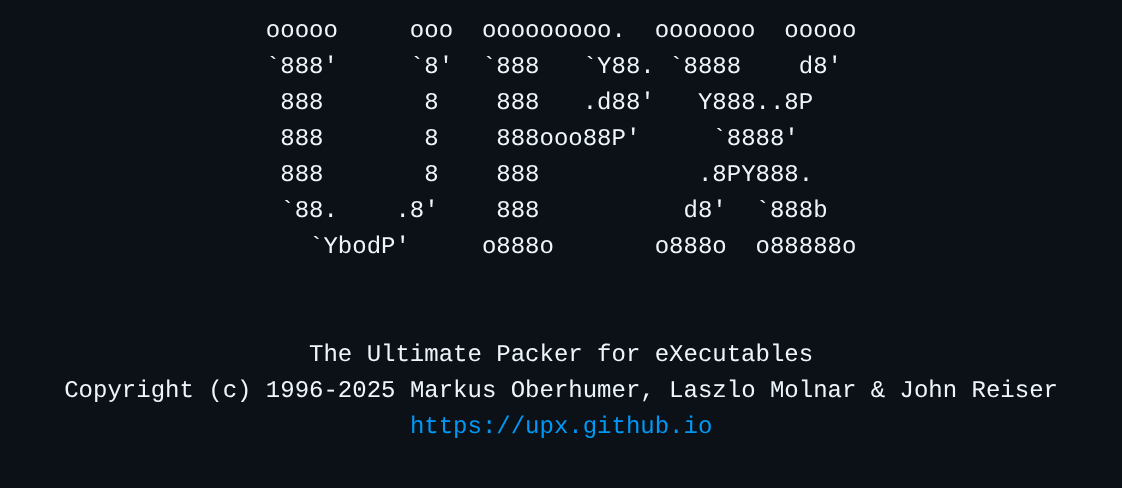 ooooo     ooo  ooooooooo.  ooooooo  ooooo
`888'     `8'  `888   `Y88. `8888    d8'
 888       8    888   .d88'   Y888..8P
 888       8    888ooo88P'     `8888'
 888       8    888           .8PY888.
 `88.    .8'    888          d8'  `888b
   `YbodP'     o888o       o888o  o88888o
The Ultimate Packer for eXecutables
Copyright (c) 1996-2025 Markus Oberhumer, Laszlo Molnar & John Reiser
https://upx.github.io